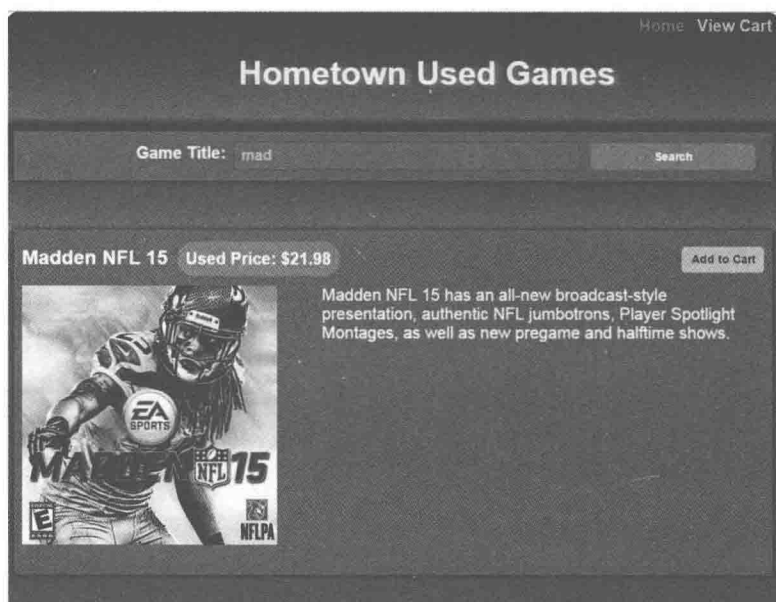 Home View Cart
Hometown Used Games
Game Title: mad Search
Madden NFL 15 Used Price: $21.98 Add to Cart
Madden NFL 15 has an all-new broadcast-style
presentation, authentic NFL jumbotrons, Player Spotlight
Montages, as well as new pregame and halftime shows.
EA
SPORTS
MADDEN NFL 15
E
NFLPA